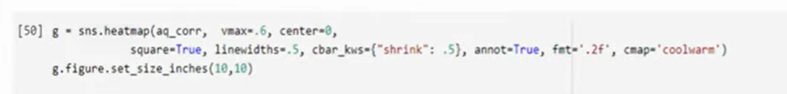 [50] g = sns.heatmap(aq_corr, vmax=.6, center=0,
square=True, linewidths=.5, cbar_kws={"shrink": .5}, annot=True, fmt='.2f', cmap='coolwarm')
g.figure.set_size_inches(10,10)